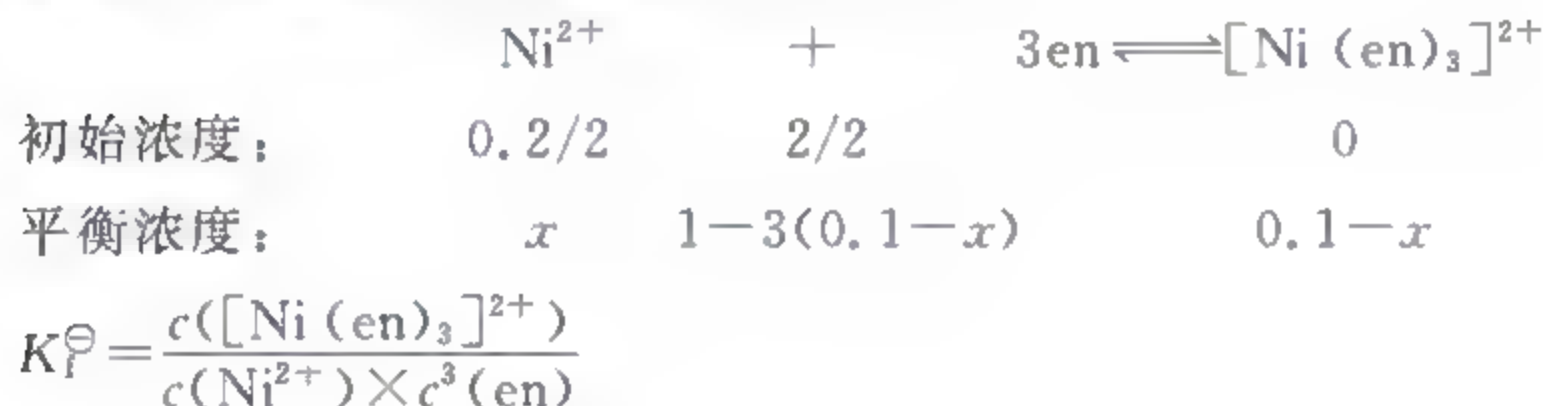 Ni²⁺ + 3en⇌[Ni (en)₃]²⁺
初始浓度： 0.2/2 2/2 0
平衡浓度： x 1－3(0.1－x) 0.1－x
K_f^⊖＝c([Ni (en)₃]²⁺)/c(Ni²⁺)×c³(en)